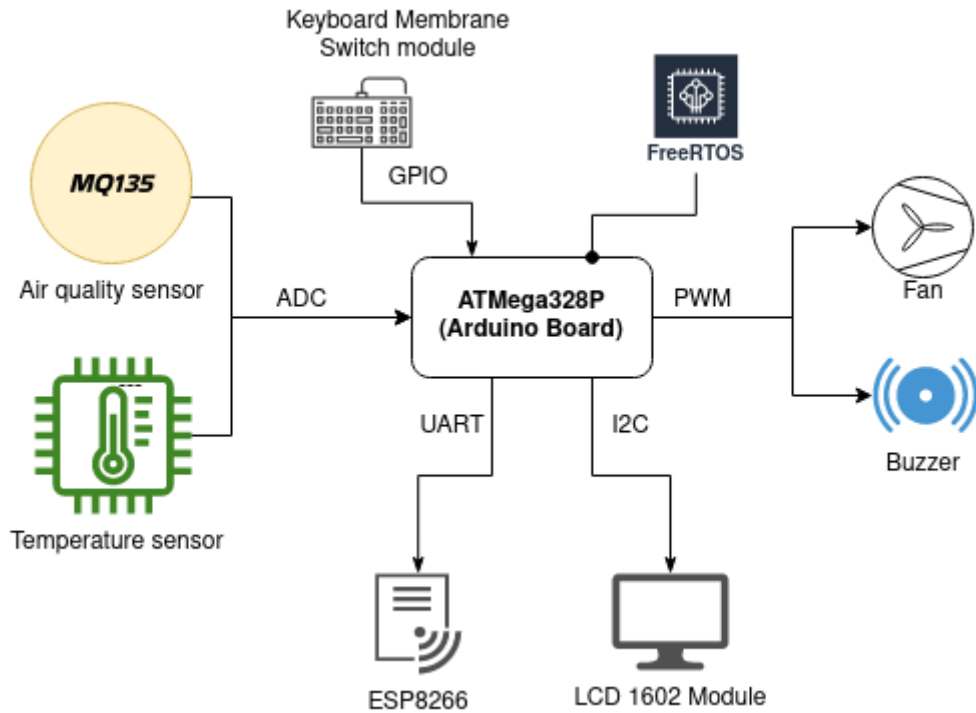 Keyboard Membrane
Switch module
FreeRTOS
GPIO
MQ135
Air quality sensor
ADC
ATMega328P
(Arduino Board)
PWM
Fan
Temperature sensor
UART
I2C
Buzzer
ESP8266
LCD 1602 Module